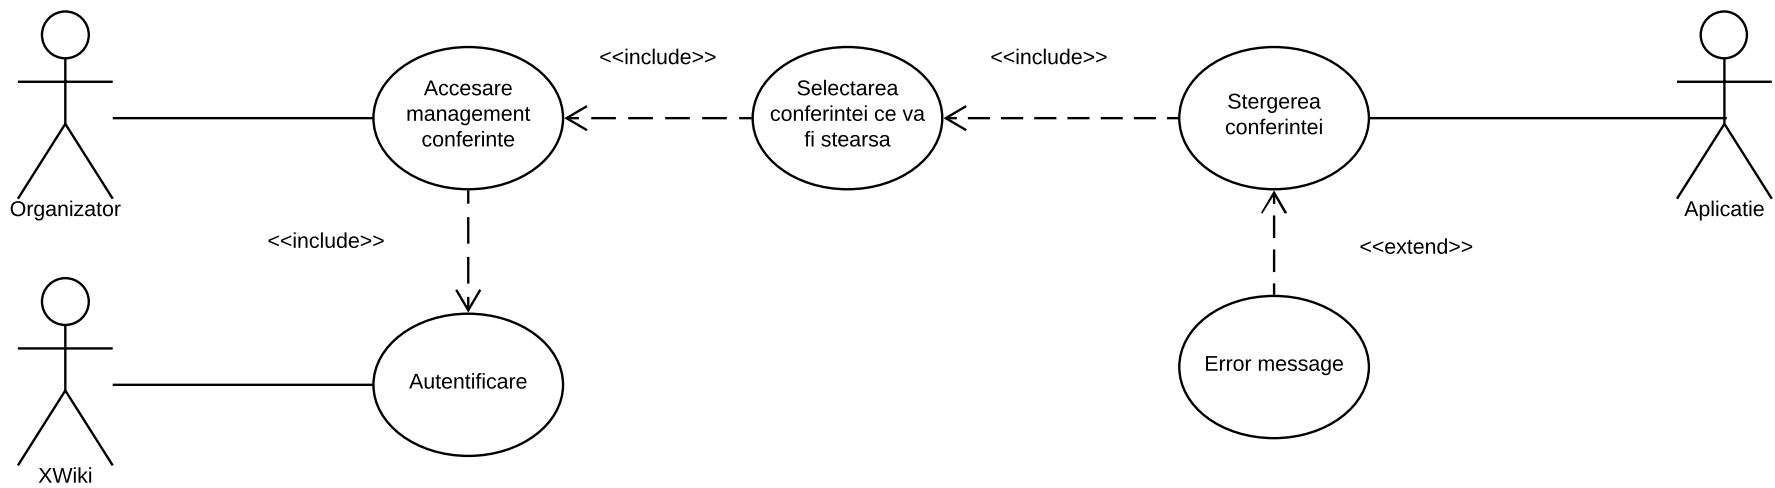 <<include>>
<<include>>
Accesare
management
conferinte
Selectarea
conferintei ce va
fi stearsa
Stergerea
conferintei
Organizator
Aplicatie
<<include>>
<<extend>>
Error message
Autentificare
XWiki